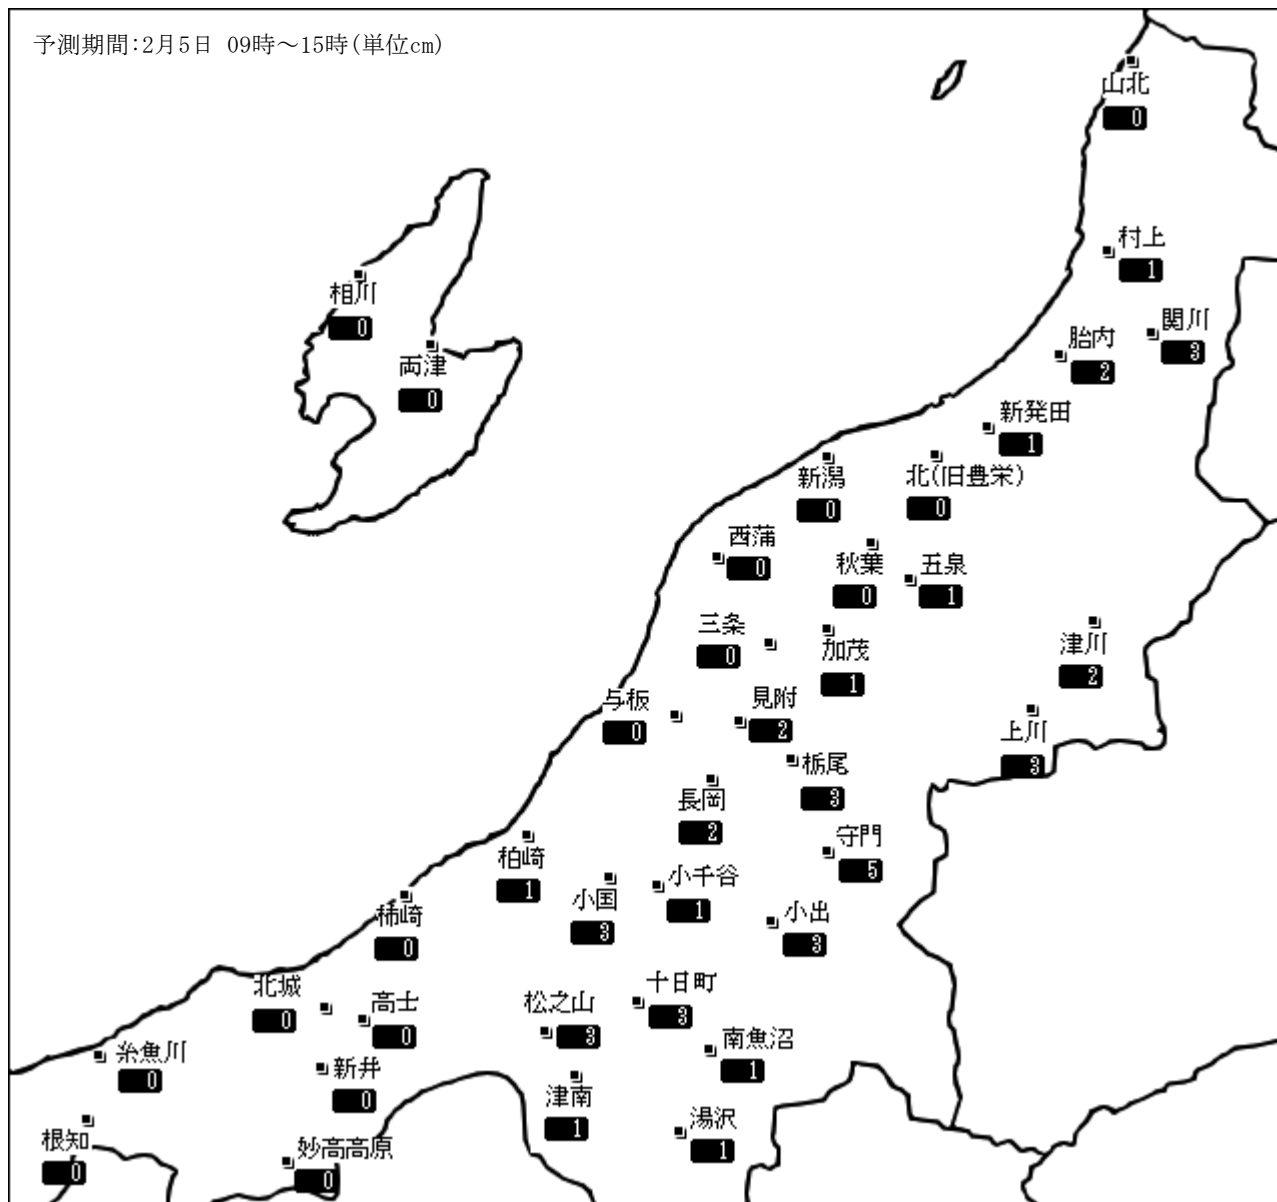 予測期間:2月5日 09時～15時(単位cm)
山北
0
村上
1
相川
0
関川
3
胎内
2
両津
0
新発田
1
新潟
0
北(旧豊栄)
0
西蒲
0
秋葉
0
五泉
1
三条
0
加茂
1
津川
2
与板
0
見附
2
上川
3
栃尾
3
長岡
2
守門
5
柏崎
1
小国
3
小千谷
1
小出
3
柿崎
0
北城
0
高士
0
松之山
3
十日町
3
南魚沼
1
糸魚川
0
新井
0
津南
1
湯沢
1
根知
0
妙高高原
0